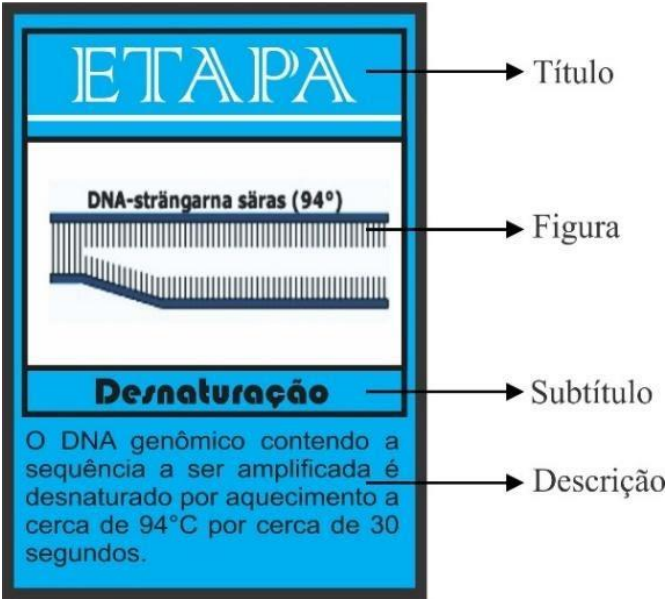 ETAPA
Título
DNA-strängarna säras (94°)
Figura
Desnaturação
Subtítulo
O DNA genômico contendo a
sequência a ser amplificada é
desnaturado por aquecimento a
cerca de 94°C por cerca de 30
segundos.
Descrição